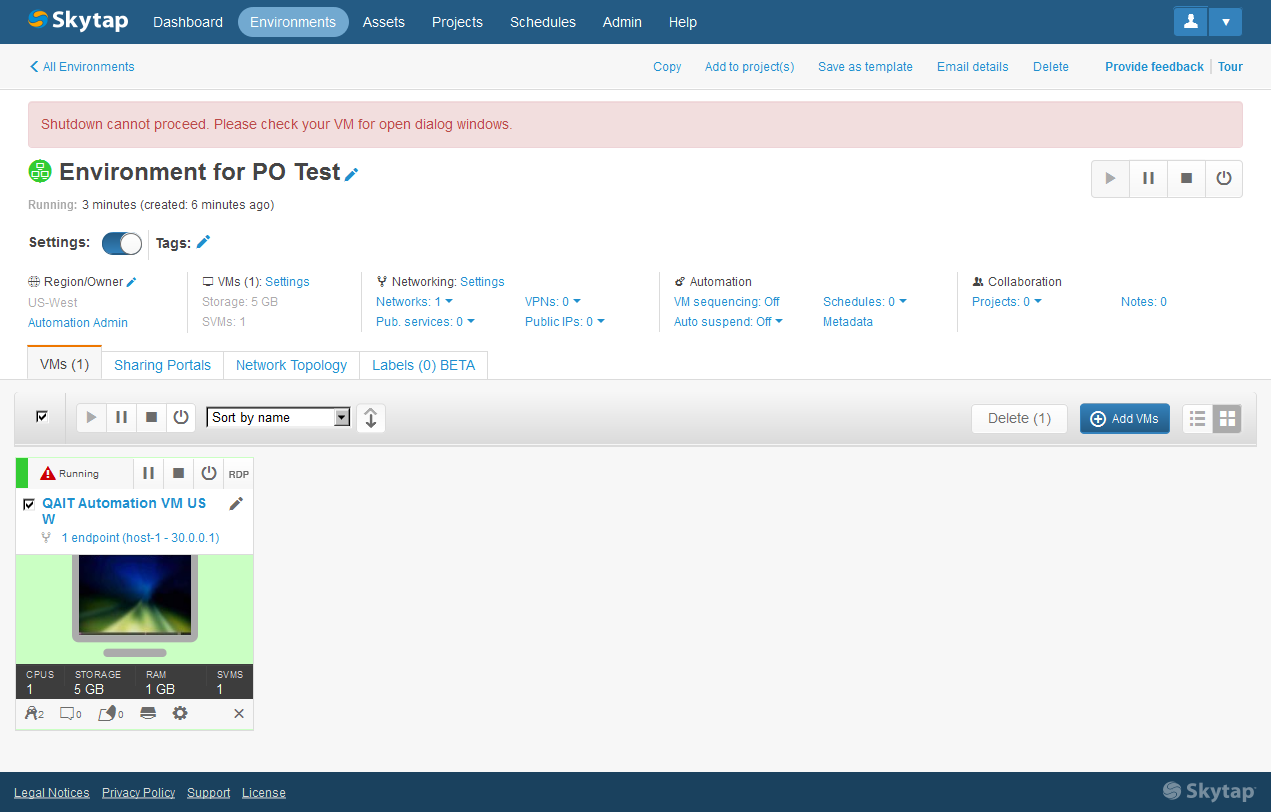 Skytap Dashboard Environments Assets Projects Schedules Admin Help
All Environments Copy Add to project(s) Save as template Email details Delete Provide feedback Tour
Shutdown cannot proceed. Please check your VM for open dialog windows.
Environment for PO Test
Running: 3 minutes (created: 6 minutes ago)
Settings: Tags:
Region/Owner VMs (1): Settings Networking: Settings Automation Collaboration
US-West Storage: 5 GB Networks: 1 VPNs: 0 VM sequencing: Off Schedules: 0 Projects: 0 Notes: 0
Automation Admin SVMs: 1 Pub. services: 0 Public IPs: 0 Auto suspend: Off Metadata
VMs (1) Sharing Portals Network Topology Labels (0) BETA
Sort by name Delete (1) Add VMs
Running RDP
QAIT Automation VM US
W
1 endpoint (host-1 - 30.0.0.1)
CPUS STORAGE RAM SVMS
1 5 GB 1 GB 1
2 0 0
Legal Notices Privacy Policy Support License Skytap